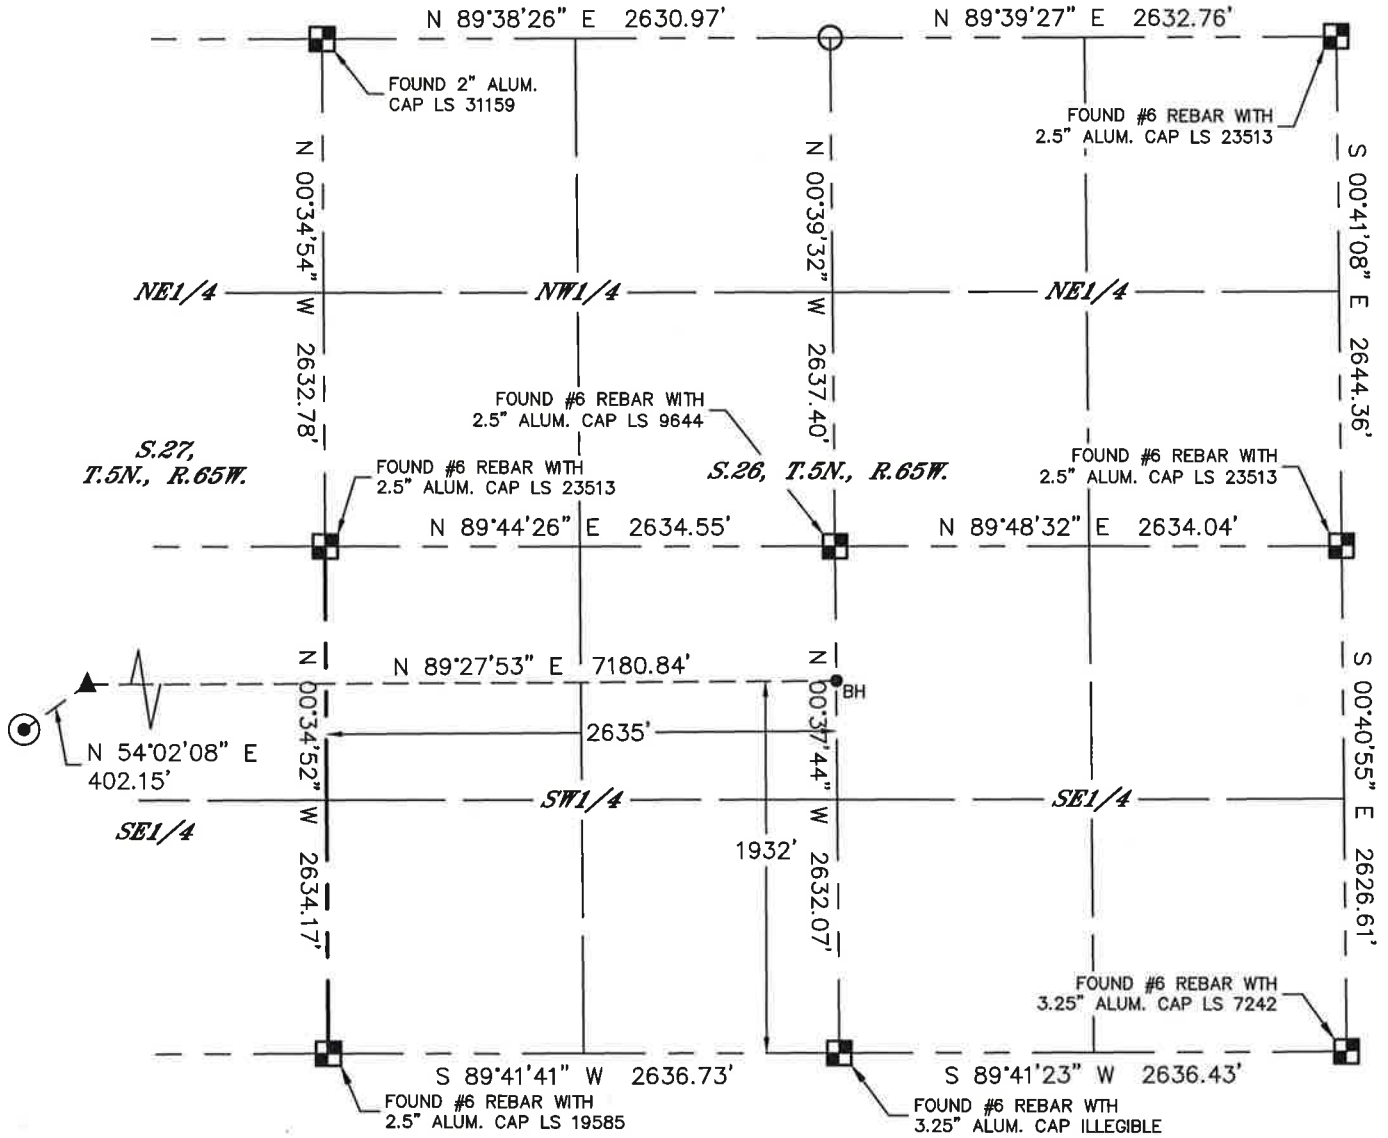 N 89°38'26" E 2630.97'
N 89°39'27" E 2632.76'
FOUND 2" ALUM.
CAP LS 31159
FOUND #6 REBAR WITH
2.5" ALUM. CAP LS 23513
N 00°34'54" W 2632.78'
N 00°39'32" W 2637.40'
S 00°41'08" E 2644.36'
NE1/4
NW1/4
NE1/4
FOUND #6 REBAR WITH
2.5" ALUM. CAP LS 9644
S.27,
T.5N., R.65W.
FOUND #6 REBAR WITH
2.5" ALUM. CAP LS 23513
S.26, T.5N., R.65W.
FOUND #6 REBAR WITH
2.5" ALUM. CAP LS 23513
N 89°44'26" E 2634.55'
N 89°48'32" E 2634.04'
N 89°27'53" E 7180.84'
BH
N 00°34'52" W 2634.17'
N 00°37'44" W 2632.07'
S 00°40'55" E 2626.61'
2635'
N 54°02'08" E
402.15'
SW1/4
SE1/4
SE1/4
1932'
FOUND #6 REBAR WTH
3.25" ALUM. CAP LS 7242
S 89°41'41" W 2636.73'
S 89°41'23" W 2636.43'
FOUND #6 REBAR WITH
2.5" ALUM. CAP LS 19585
FOUND #6 REBAR WTH
3.25" ALUM. CAP ILLEGIBLE